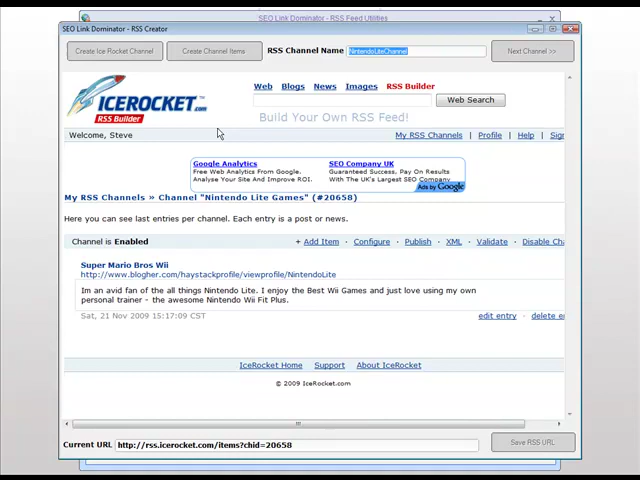 SEO Link Dominator - RSS Feed Utilities
SEO Link Dominator - RSS Creator
Create Ice Rocket Channel
Create Channel Items
RSS Channel Name
NintendoLiteChannel
Next Channel >>
ICEROCKET.com
RSS Builder
Web Blogs News Images RSS Builder
Web Search
Build Your Own RSS Feed!
Welcome, Steve
My RSS Channels · Profile · Help · Sig
Google Analytics
Free Web Analytics From Google.
Analyse Your Site And Improve ROI.
SEO Company UK
Guaranteed Success. Pay On Results
With The UK's Largest SEO Company
Ads by Google
My RSS Channels » Channel "Nintendo Lite Games" (#20658)
Here you can see last entries per channel. Each entry is a post or news.
Channel is Enabled
+ Add Item · Configure · Publish · XML · Validate · Disable Cha
Super Mario Bros Wii
http://www.blogher.com/haystackprofile/viewprofile/NintendoLite
Im an avid fan of the all things Nintendo Lite. I enjoy the Best Wii Games and just love using my own
personal trainer - the awesome Nintendo Wii Fit Plus.
Sat, 21 Nov 2009 15:17:09 CST
edit entry · delete e
IceRocket Home · Support · About IceRocket
© 2009 IceRocket.com
Current URL
http://rss.icerocket.com/items?chid=20658
Save RSS URL